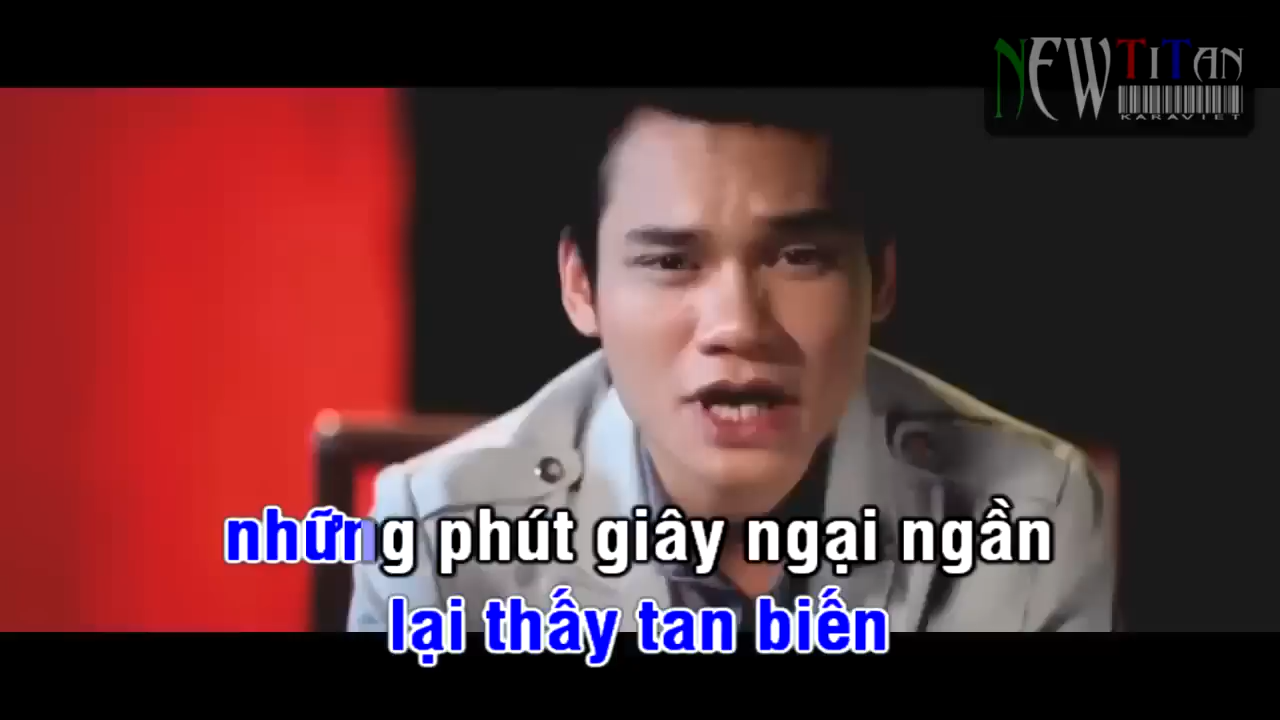 NEWTITAN
KARAVIET
những phút giây ngại ngần
lại thấy tan biến